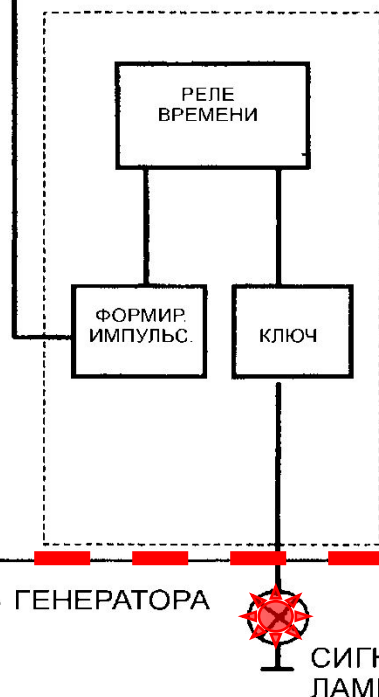 РЕЛЕ
ВРЕМЕНИ
ФОРМИР.
ИМПУЛЬС.
КЛЮЧ
ГЕНЕРАТОРА